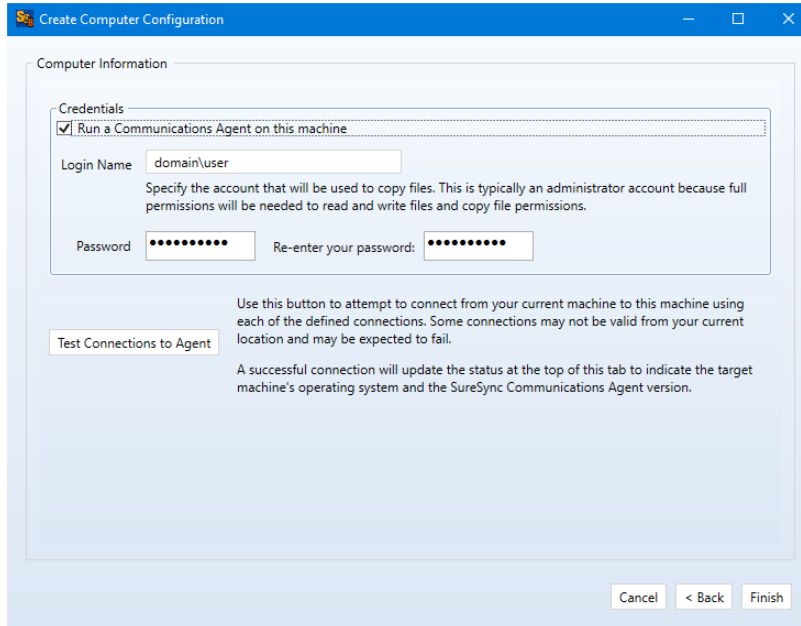 Create Computer Configuration
Computer Information
Credentials
Run a Communications Agent on this machine
Login Name domain\user
Specify the account that will be used to copy files. This is typically an administrator account because full
permissions will be needed to read and write files and copy file permissions.
Password ●●●●●●●●●● Re-enter your password: ●●●●●●●●●●
Use this button to attempt to connect from your current machine to this machine using
each of the defined connections. Some connections may not be valid from your current
location and may be expected to fail.
Test Connections to Agent
A successful connection will update the status at the top of this tab to indicate the target
machine's operating system and the SureSync Communications Agent version.
Cancel < Back Finish